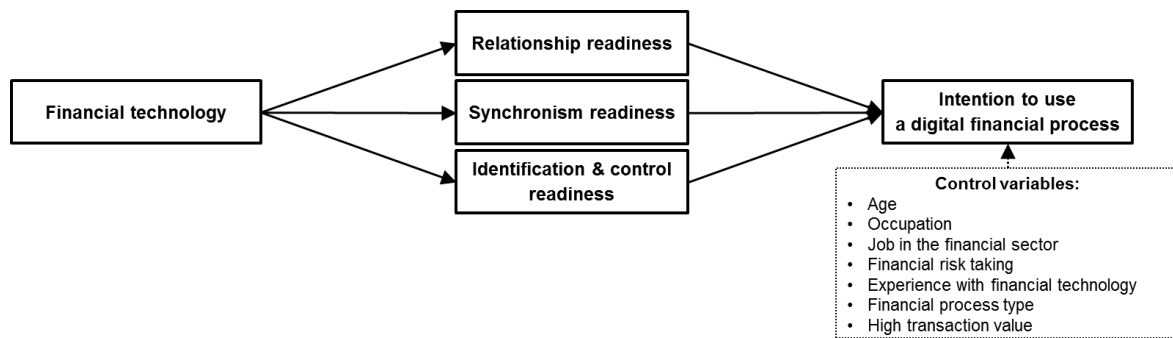 Relationship readiness
Financial technology
Synchronism readiness
Intention to use
a digital financial process
Identification & control
readiness
Control variables:
• Age
• Occupation
• Job in the financial sector
• Financial risk taking
• Experience with financial technology
• Financial process type
• High transaction value